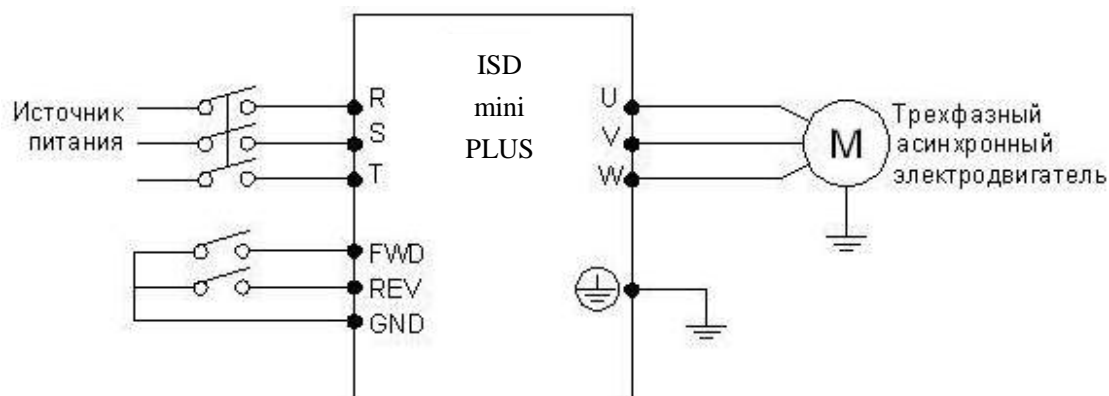 ISD
mini
PLUS
Источник
питания
R
S
T
FWD
REV
GND
U
V
W
M
Трехфазный
асинхронный
электродвигатель